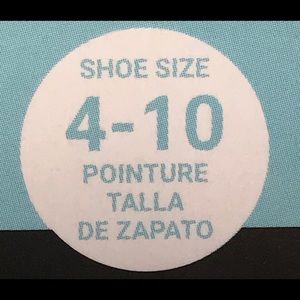 SHOE SIZE
4-10
POINTURE
TALLA
DE ZAPATO